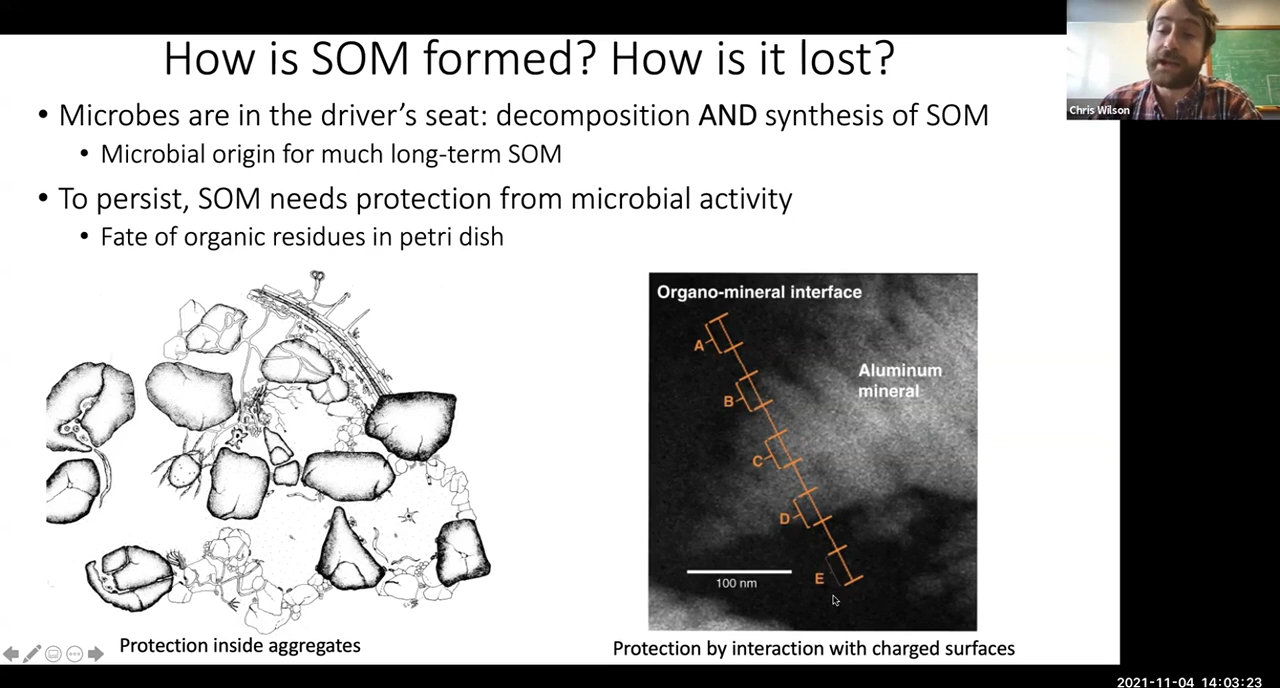 How is SOM formed? How is it lost?
Chris Wilson
• Microbes are in the driver's seat: decomposition AND synthesis of SOM
• Microbial origin for much long-term SOM
• To persist, SOM needs protection from microbial activity
• Fate of organic residues in petri dish
Organo-mineral interface
A
Aluminum
mineral
B
C
D
E
100 nm
Protection inside aggregates
Protection by interaction with charged surfaces
2021-11-04 14:03:23